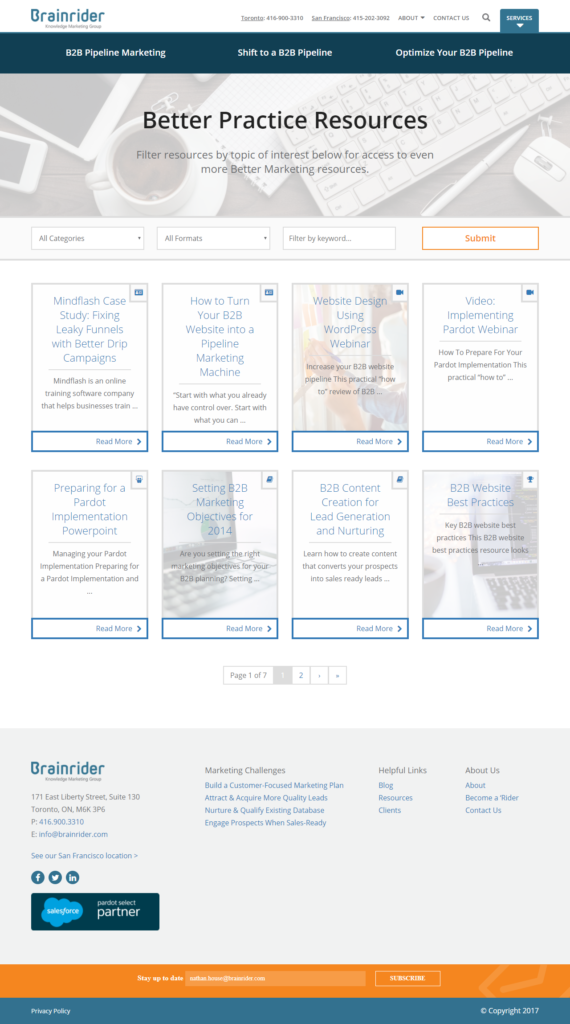 Brainrider
Knowledge Marketing Group
Toronto: 416-900-3310 San Francisco: 415-202-3092 ABOUT CONTACT US SERVICES
B2B Pipeline Marketing Shift to a B2B Pipeline Optimize Your B2B Pipeline
Better Practice Resources
Filter resources by topic of interest below for access to even
more Better Marketing resources.
All Categories All Formats Filter by keyword... Submit
Mindflash Case
Study: Fixing
Leaky Funnels
with Better Drip
Campaigns
Mindflash is an online
training software company
that helps businesses train ...
Read More
How to Turn
Your B2B
Website into a
Pipeline
Marketing
Machine
"Start with what you already
have control over. Start with
what you can ...
Read More
Website Design
Using
WordPress
Webinar
Increase your B2B website
pipeline This practical "how
to" review of B2B ...
Read More
Video:
Implementing
Pardot Webinar
How To Prepare For Your
Pardot Implementation This
practical "how to" ...
Read More
Preparing for a
Pardot
Implementation
Powerpoint
Managing your Pardot
Implementation Preparing for
a Pardot Implementation and
...
Read More
Setting B2B
Marketing
Objectives for
2014
Are you setting the right
marketing objectives for your
B2B planning? Setting ...
Read More
B2B Content
Creation for
Lead Generation
and Nurturing
Learn how to create content
that converts your prospects
into sales ready leads ...
Read More
B2B Website
Best Practices
Key B2B website best
practices This B2B website
best practices resource looks
Read More
Page 1 of 7 1 2 › »
Brainrider
Knowledge Marketing Group
171 East Liberty Street, Suite 130
Toronto, ON, M6K 3P6
P: 416.900.3310
E: info@brainrider.com
See our San Francisco location >
salesforce
pardot select
partner
Marketing Challenges
Build a Customer-Focused Marketing Plan
Attract & Acquire More Quality Leads
Nurture & Qualify Existing Database
Engage Prospects When Sales-Ready
Helpful Links
Blog
Resources
Clients
About Us
About
Become a 'Rider
Contact Us
Stay up to date nathan.house@brainrider.com SUBSCRIBE
Privacy Policy © Copyright 2017